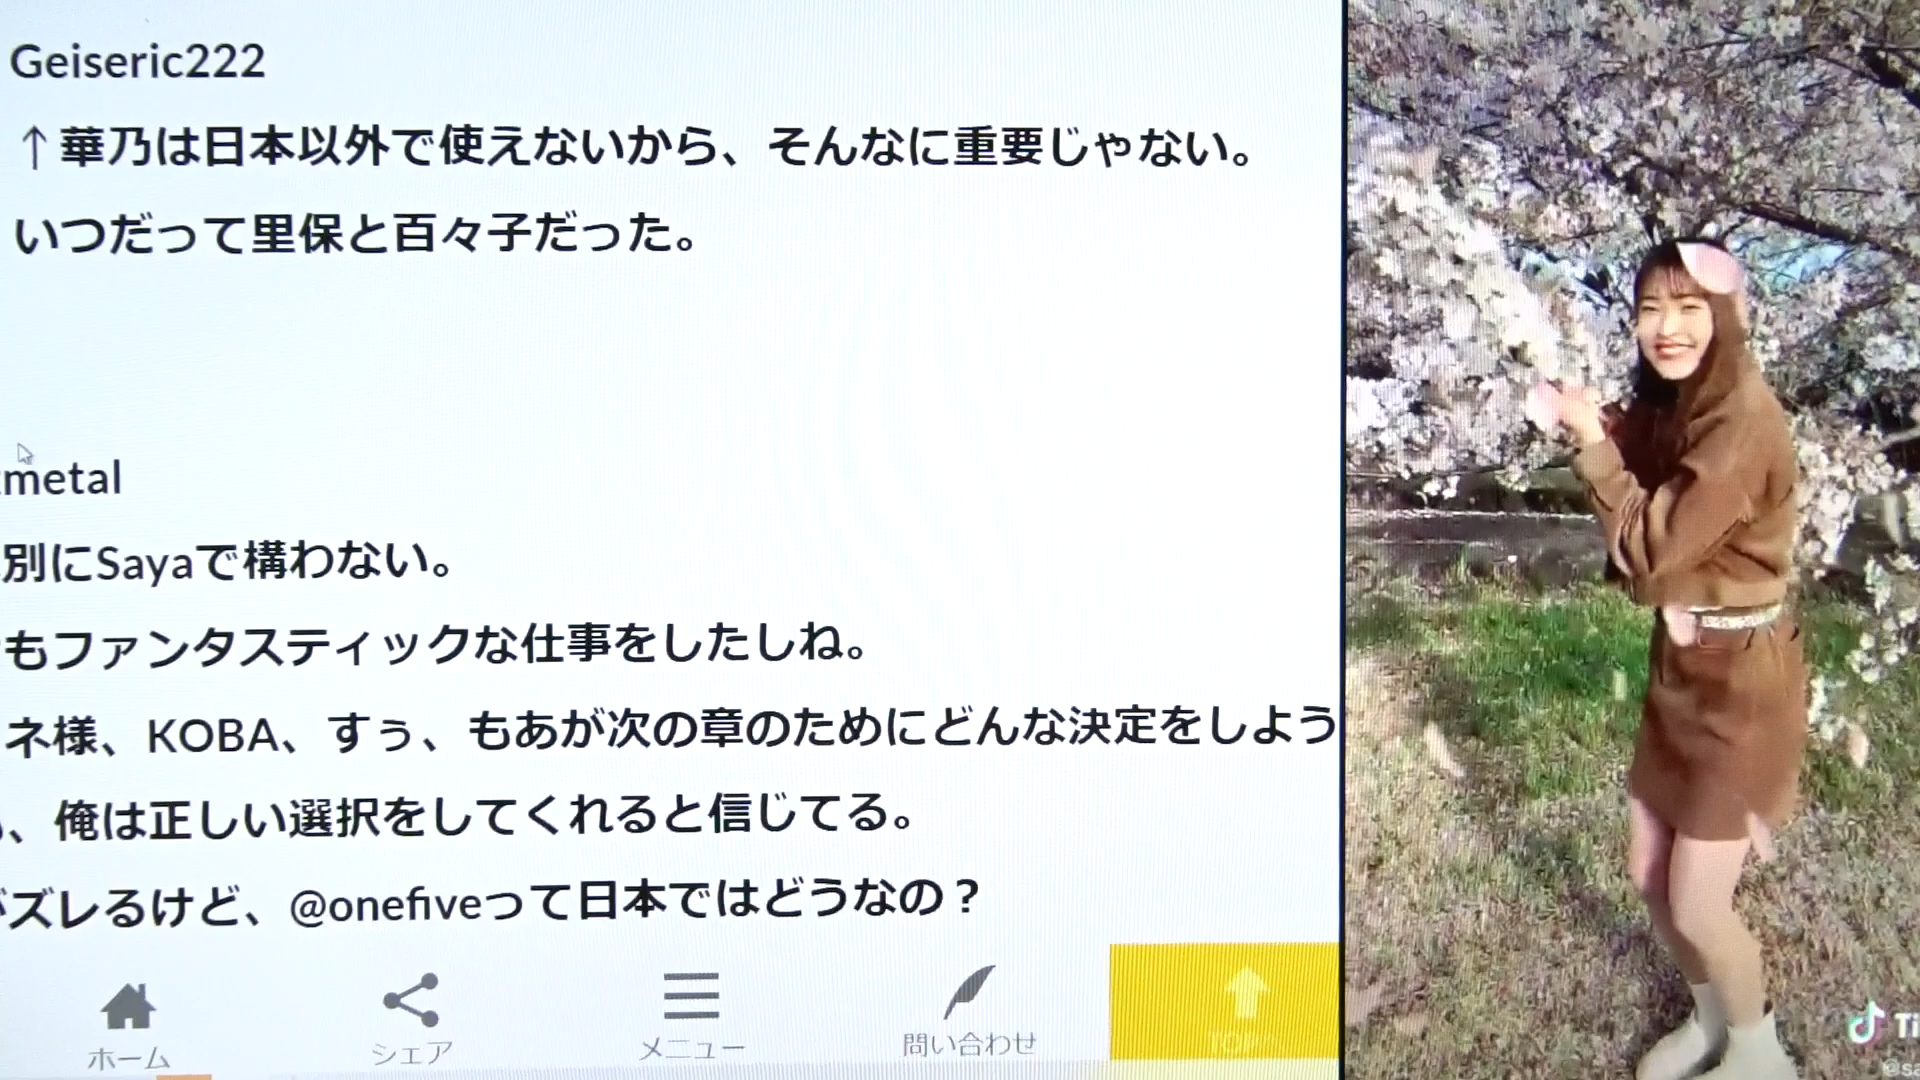 Geiseric222
↑華乃は日本以外で使えないから、そんなに重要じゃない。
いつだって里保と百々子だった。
metal
別にSayaで構わない。
もファンタスティックな仕事をしたしね。
ネ様、KOBA、すぅ、もあが次の章のためにどんな決定をしよう
、俺は正しい選択をしてくれると信じてる。
ズレるけど、@onefiveって日本ではどうなの？
ホーム
シェア
メニュー
問い合わせ
TOP
Ti
@sa